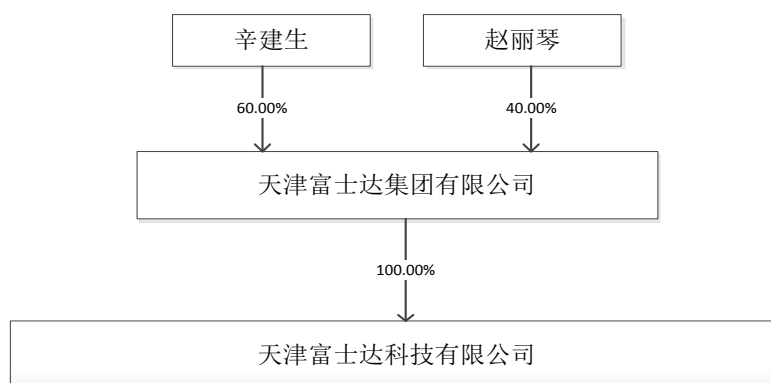 辛建生
赵丽琴
60.00%
40.00%
天津富士达集团有限公司
100.00%
天津富士达科技有限公司